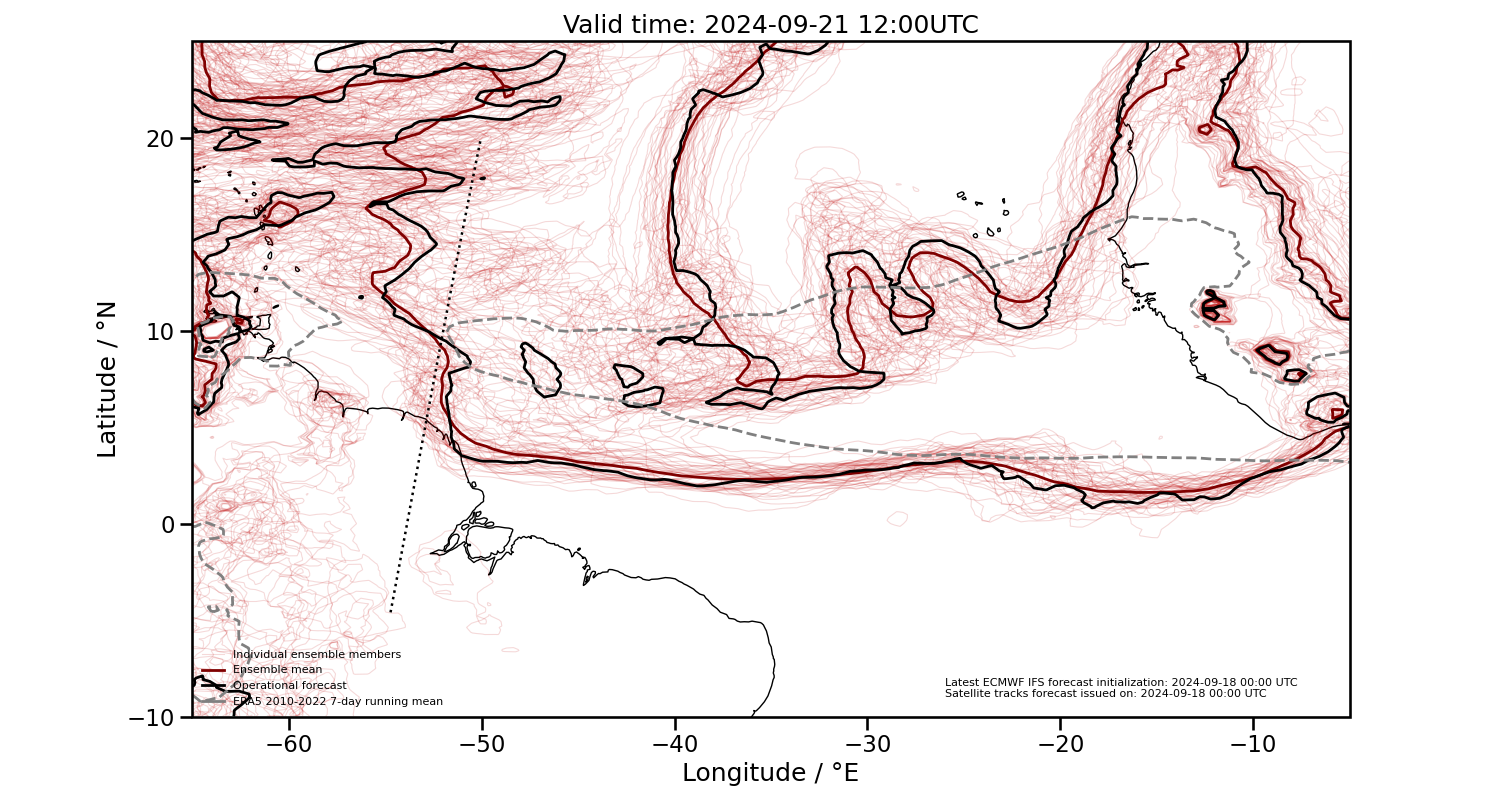 Valid time: 2024-09-21 12:00UTC
20
10
0
−10
Latitude / °N
Individual ensemble members
Ensemble mean
Operational forecast
ERA5 2010-2022 7-day running mean
Latest ECMWF IFS forecast initialization: 2024-09-18 00:00 UTC
Satellite tracks forecast issued on: 2024-09-18 00:00 UTC
−60 −50 −40 −30 −20 −10
Longitude / °E